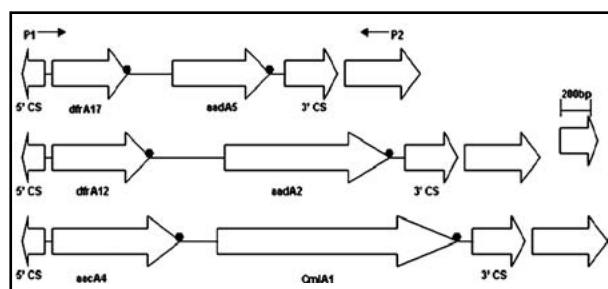 P1 P2
5' CS dfrA17 aadA5 3' CS
200bp
5' CS dfrA12 aadA2 3' CS
5' CS aacA4 CmlA1 3' CS